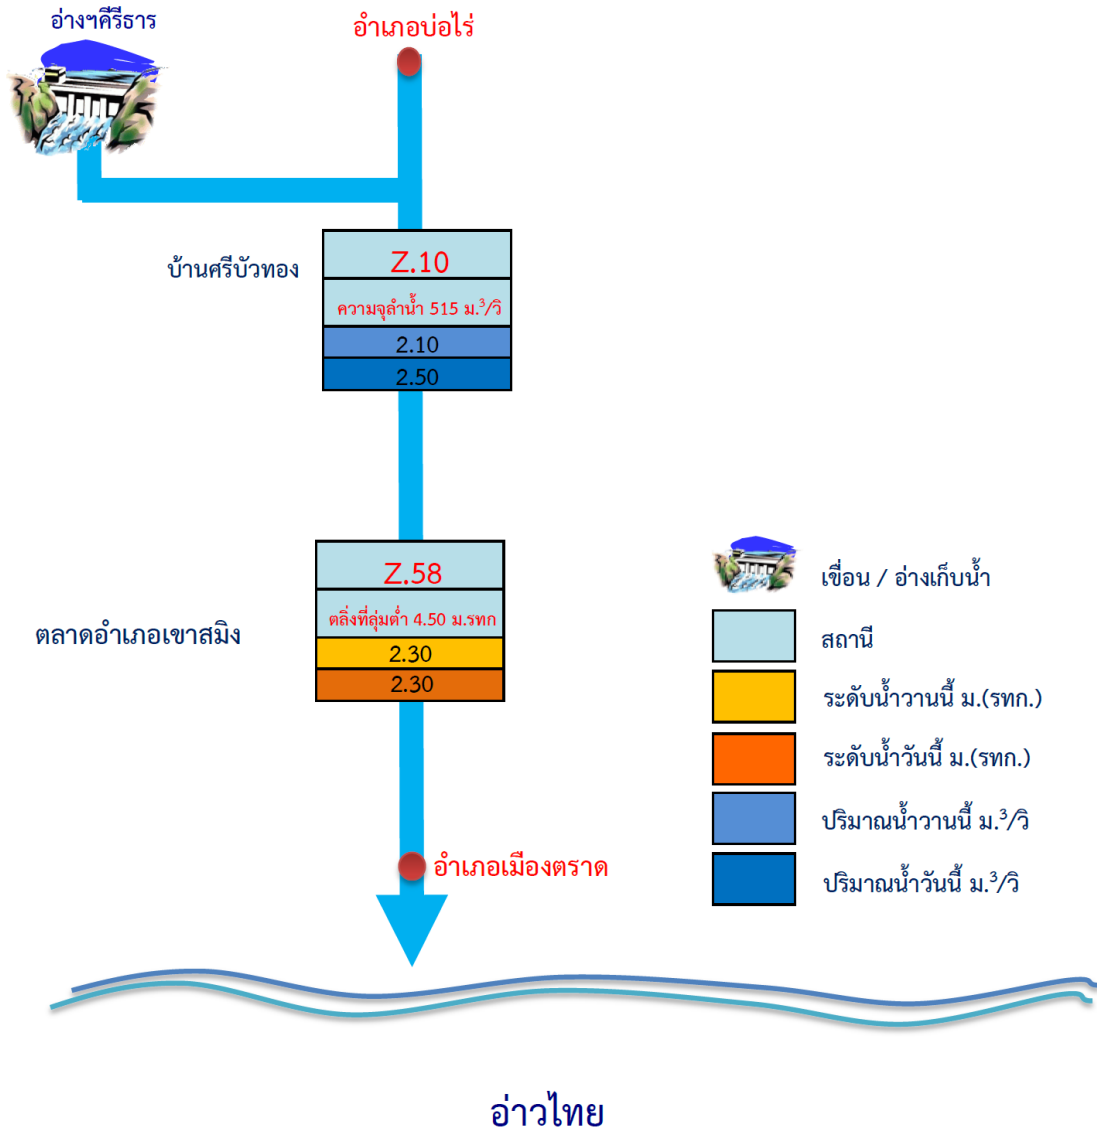 อ่างฯคีรีธาร
อำเภอบ่อไร่
บ้านศรีบัวทอง
Z.10
ความจุลำน้ำ 515 ม.³/วิ
2.10
2.50
ตลาดอำเภอเขาสมิง
Z.58
ตลิ่งที่ลุ่มต่ำ 4.50 ม.รทก
2.30
2.30
อำเภอเมืองตราด
เขื่อน / อ่างเก็บน้ำ
สถานี
ระดับน้ำวานนี้ ม.(รทก.)
ระดับน้ำวันนี้ ม.(รทก.)
ปริมาณน้ำวานนี้ ม.³/วิ
ปริมาณน้ำวันนี้ ม.³/วิ
อ่าวไทย